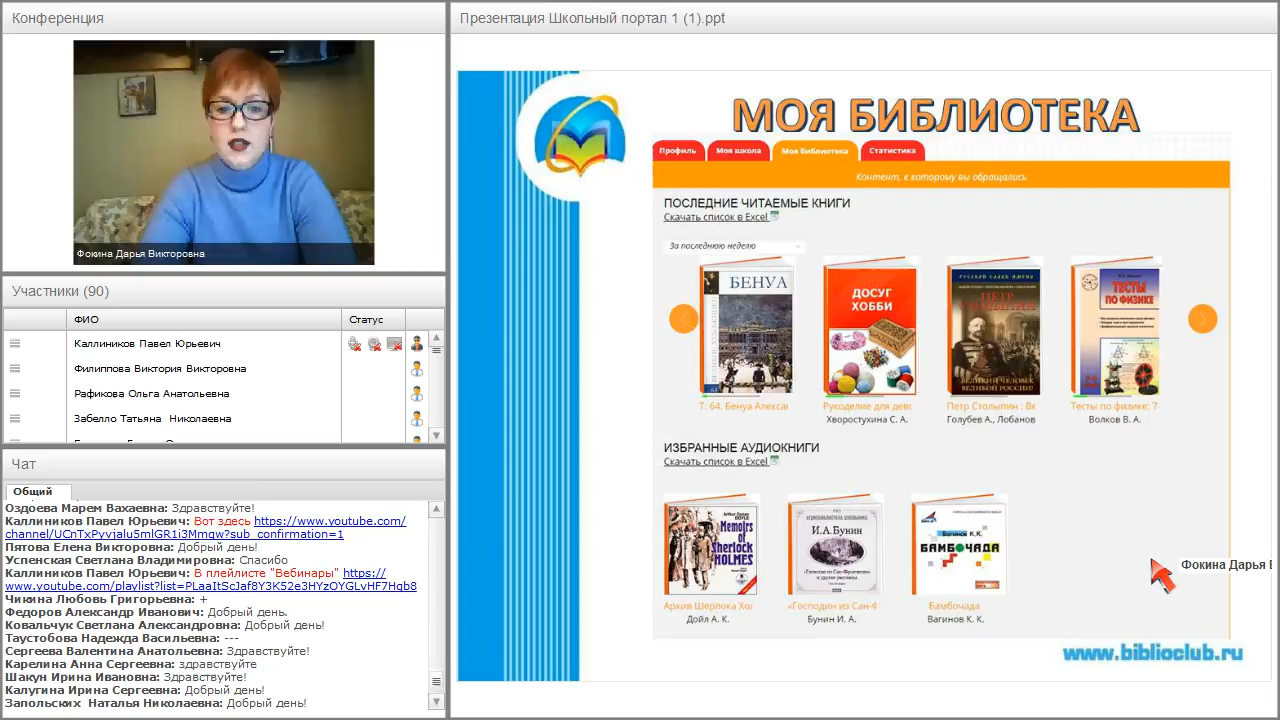 Конференция
Фокина Дарья Викторовна
Участники (90)
ФИО
Статус
Каллиников Павел Юрьевич
Филиппова Виктория Викторовна
Рафикова Ольга Анатольевна
Забелло Татьяна Николаевна
Чат
Общий
Оздоева Марем Вахаевна: Здравствуйте!
Каллиников Павел Юрьевич: Вот здесь https://www.youtube.com/
channel/UCnTxPyvjalu5mlGR1i3Mmqw?sub_confirmation=1
Пятова Елена Викторовна: Добрый день!
Успенская Светлана Владимировна: Спасибо
Каллиников Павел Юрьевич: В плейлисте "Вебинары" https://
www.youtube.com/playlist?list=PLaaItScJaf8Y3K52e3HYzOYGLvHF7Hqb8
Чикина Любовь Григорьевна: +
Федоров Александр Иванович: Добрый день.
Ковальчук Светлана Александровна: Добрый день!
Таустобова Надежда Васильевна: ---
Сергеева Валентина Анатольевна: Здравствуйте!
Карелина Анна Сергеевна: здравствуйте
Шакун Ирина Ивановна: Здравствуйте!
Калугина Ирина Сергеевна: Добрый день!
Запольских Наталья Николаевна: Добрый день!
Презентация Школьный портал 1 (1).ppt
МОЯ БИБЛИОТЕКА
Профиль Моя школа Моя Библиотека Статистика
Контент, к которому вы обращались
ПОСЛЕДНИЕ ЧИТАЕМЫЕ КНИГИ
Скачать список в Excel
За последнюю неделю
БЕНУА
64
ДОСУГ
ХОББИ
ПЕТР
ВЕЛИКИЙ ЧЕЛОВЕК
ВЕЛИКОЙ РОССИИ!
ТЕСТЫ
ПО ФИЗИКЕ
Т. 64. Бенуа Алексан
Рукоделие для дево
Хворостухина С. А.
Петр Столыпин : Ве
Голубев А., Лобанов
Тесты по физике: 7-
Волков В. А.
ИЗБРАННЫЕ АУДИОКНИГИ
Скачать список в Excel
Memoirs
of
SHERLOCK
HOLMES
И.А.Бунин
Вагинов К. К.
БАМБОЧАДА
Архив Шерлока Хол
Дойл А. К.
«Господин из Сан-Ф
Бунин И. А.
Бамбочада
Вагинов К. К.
Фокина Дарья
www.biblioclub.ru